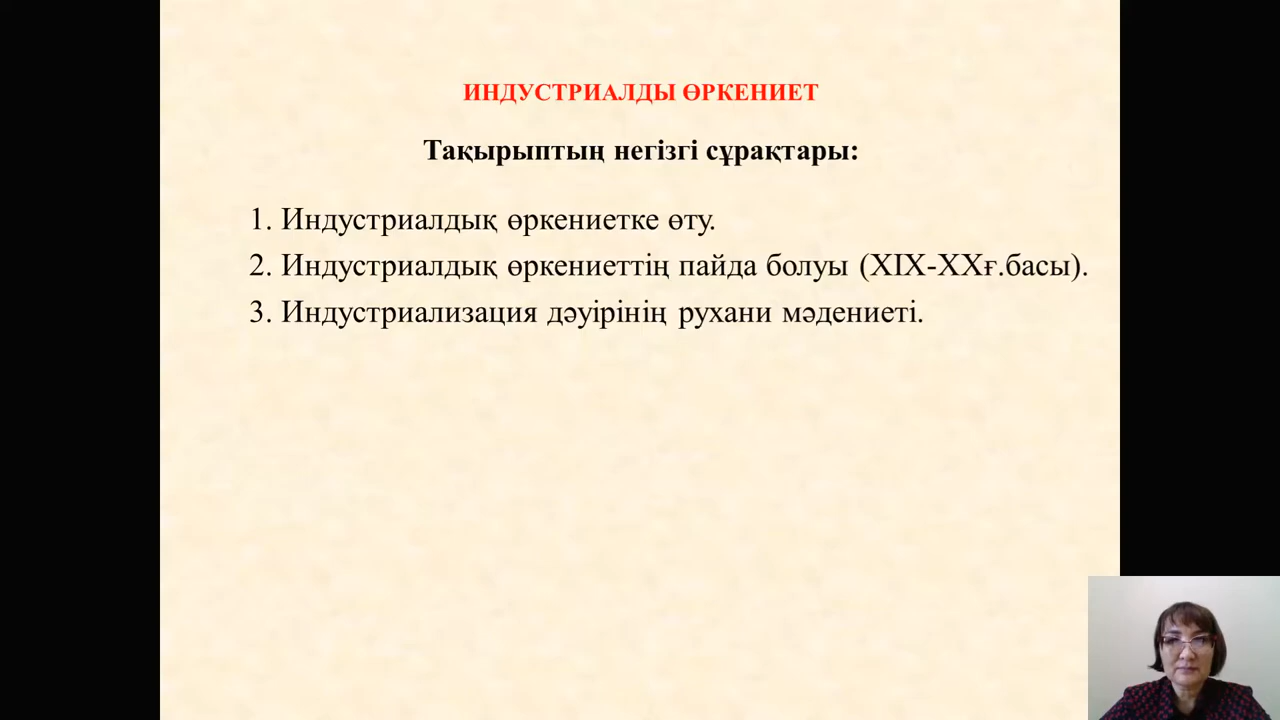 ИНДУСТРИАЛДЫ ӨРКЕНИЕТ
Тақырыптың негізгі сұрақтары:
1. Индустриалдық өркениетке өту.
2. Индустриалдық өркениеттің пайда болуы (XIX-XXғ.басы).
3. Индустриализация дәуірінің рухани мәдениеті.